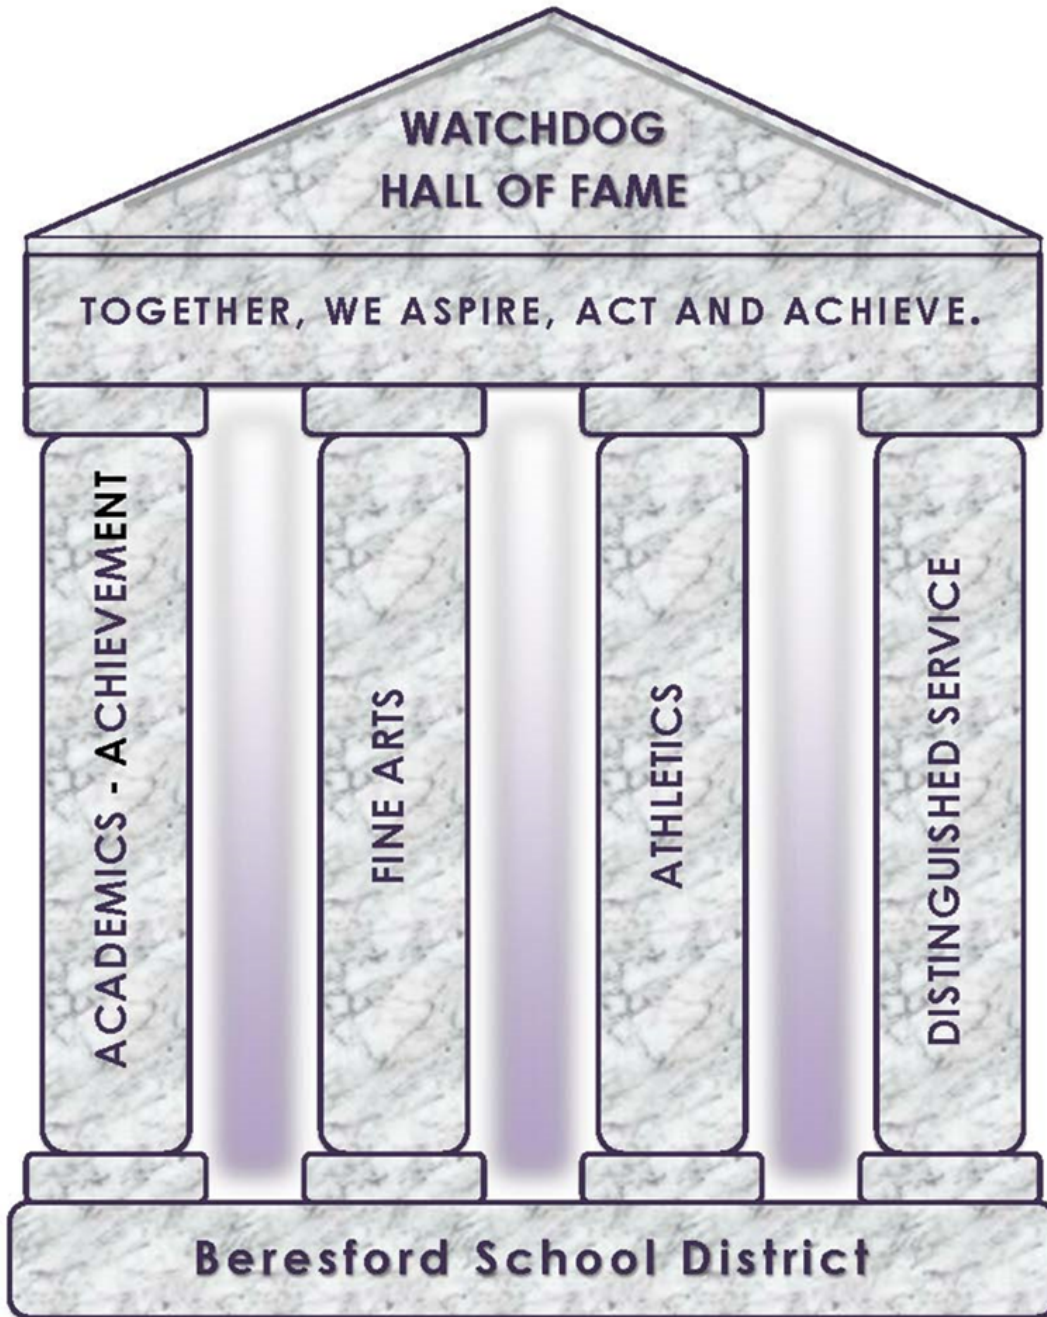 WATCHDOG
HALL OF FAME
TOGETHER, WE ASPIRE, ACT AND ACHIEVE.
ACADEMICS - ACHIEVEMENT
FINE ARTS
ATHLETICS
DISTINGUISHED SERVICE
Beresford School District